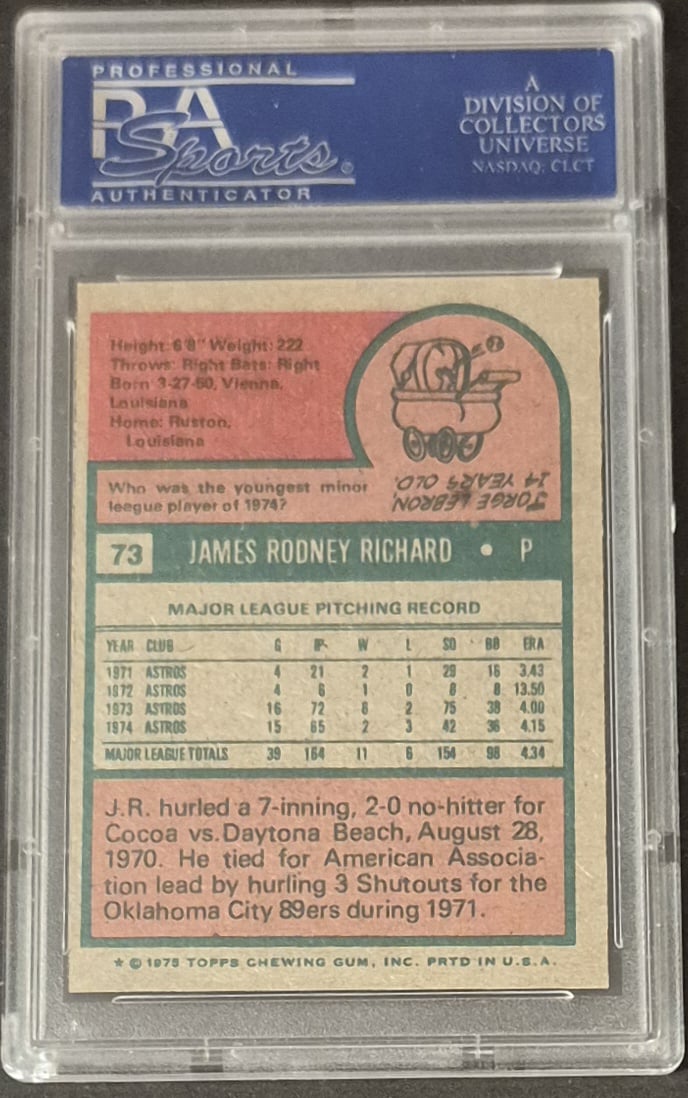 PROFESSIONAL
PSA
Sports
AUTHENTICATOR
A
DIVISION OF
COLLECTORS
UNIVERSE
NASDAQ: CLCT
Height: 6'8" Weight: 222
Throws: Right Bats: Right
Born 3-27-50, Vienna,
Louisiana
Home: Ruston,
Louisiana
Who was the youngest minor
league player of 1974?
JORGE LEBRON,
14 YEARS OLD.
73 JAMES RODNEY RICHARD • P
MAJOR LEAGUE PITCHING RECORD
YEAR CLUB G IP W L SO BB ERA
1971 ASTROS 4 21 2 1 29 16 3.43
1972 ASTROS 4 6 1 0 8 8 13.50
1973 ASTROS 16 72 6 2 75 38 4.00
1974 ASTROS 15 65 2 3 42 36 4.15
MAJOR LEAGUE TOTALS 39 164 11 6 154 98 4.34
J.R. hurled a 7-inning, 2-0 no-hitter for
Cocoa vs. Daytona Beach, August 28,
1970. He tied for American Associa-
tion lead by hurling 3 Shutouts for the
Oklahoma City 89ers during 1971.
★ © 1975 TOPPS CHEWING GUM, INC. PRTD IN U.S.A.